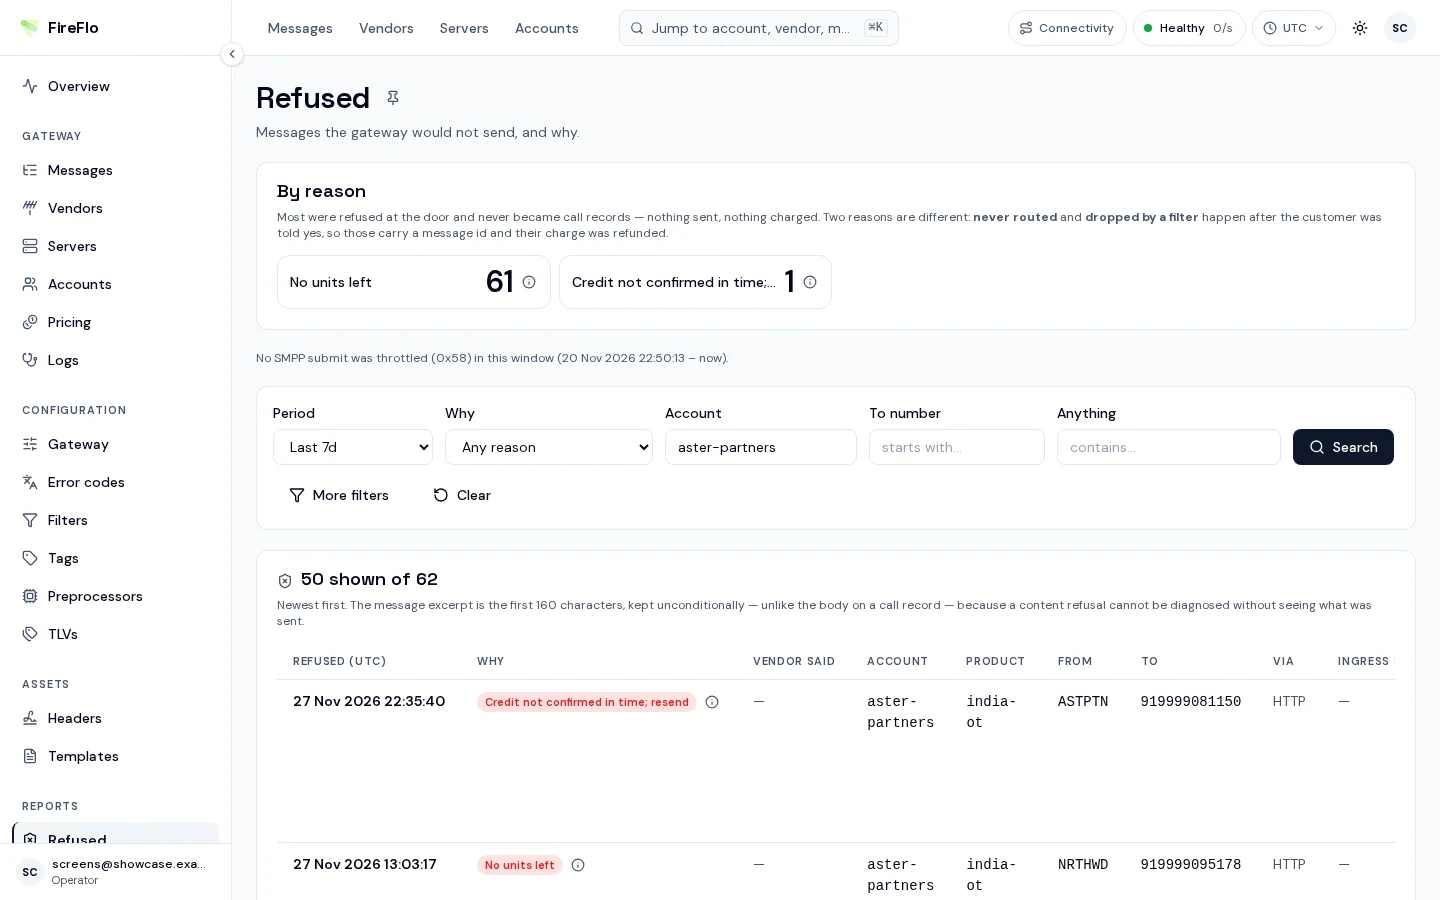 FireFlo
Messages
Vendors
Servers
Accounts
Jump to account, vendor, m...
⌘K
Connectivity
Healthy 0/s
UTC
SC
Overview
GATEWAY
Messages
Vendors
Servers
Accounts
Pricing
Logs
CONFIGURATION
Gateway
Error codes
Filters
Tags
Preprocessors
TLVs
ASSETS
Headers
Templates
REPORTS
Refused
SC
screens@showcase.exa...
Operator
Refused
Messages the gateway would not send, and why.
By reason
Most were refused at the door and never became call records — nothing sent, nothing charged. Two reasons are different: never routed and dropped by a filter happen after the customer was
told yes, so those carry a message id and their charge was refunded.
No units left 61
Credit not confirmed in time;... 1
No SMPP submit was throttled (0x58) in this window (20 Nov 2026 22:50:13 – now).
Period Why Account To number Anything
Last 7d Any reason aster-partners starts with... contains... Search
More filters Clear
50 shown of 62
Newest first. The message excerpt is the first 160 characters, kept unconditionally — unlike the body on a call record — because a content refusal cannot be diagnosed without seeing what was
sent.
REFUSED (UTC) WHY VENDOR SAID ACCOUNT PRODUCT FROM TO VIA INGRESS
27 Nov 2026 22:35:40 Credit not confirmed in time; resend — aster- india- ASTPTN 919999081150 HTTP —
partners ot
27 Nov 2026 13:03:17 No units left — aster- india- NRTHWD 919999095178 HTTP —
partners ot